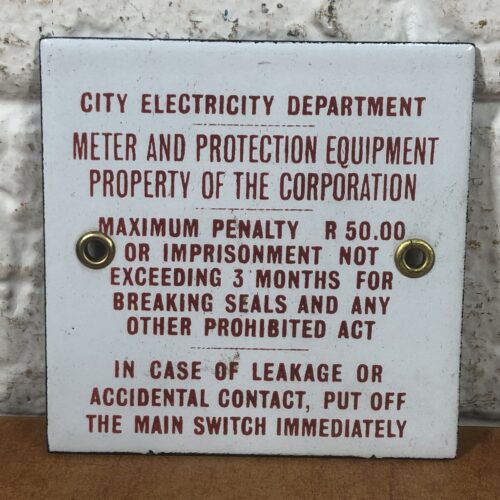 CITY ELECTRICITY DEPARTMENT
METER AND PROTECTION EQUIPMENT
PROPERTY OF THE CORPORATION
MAXIMUM PENALTY R 50.00
OR IMPRISONMENT NOT
EXCEEDING 3 MONTHS FOR
BREAKING SEALS AND ANY
OTHER PROHIBITED ACT
IN CASE OF LEAKAGE OR
ACCIDENTAL CONTACT, PUT OFF
THE MAIN SWITCH IMMEDIATELY